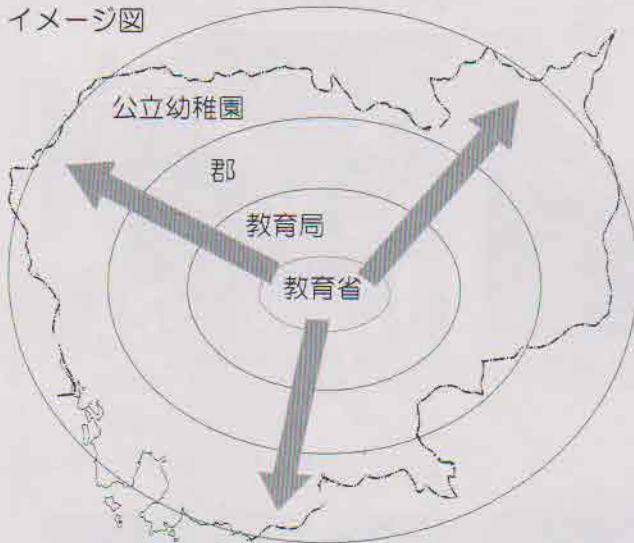 イメージ図
公立幼稚園
郡
教育局
教育省